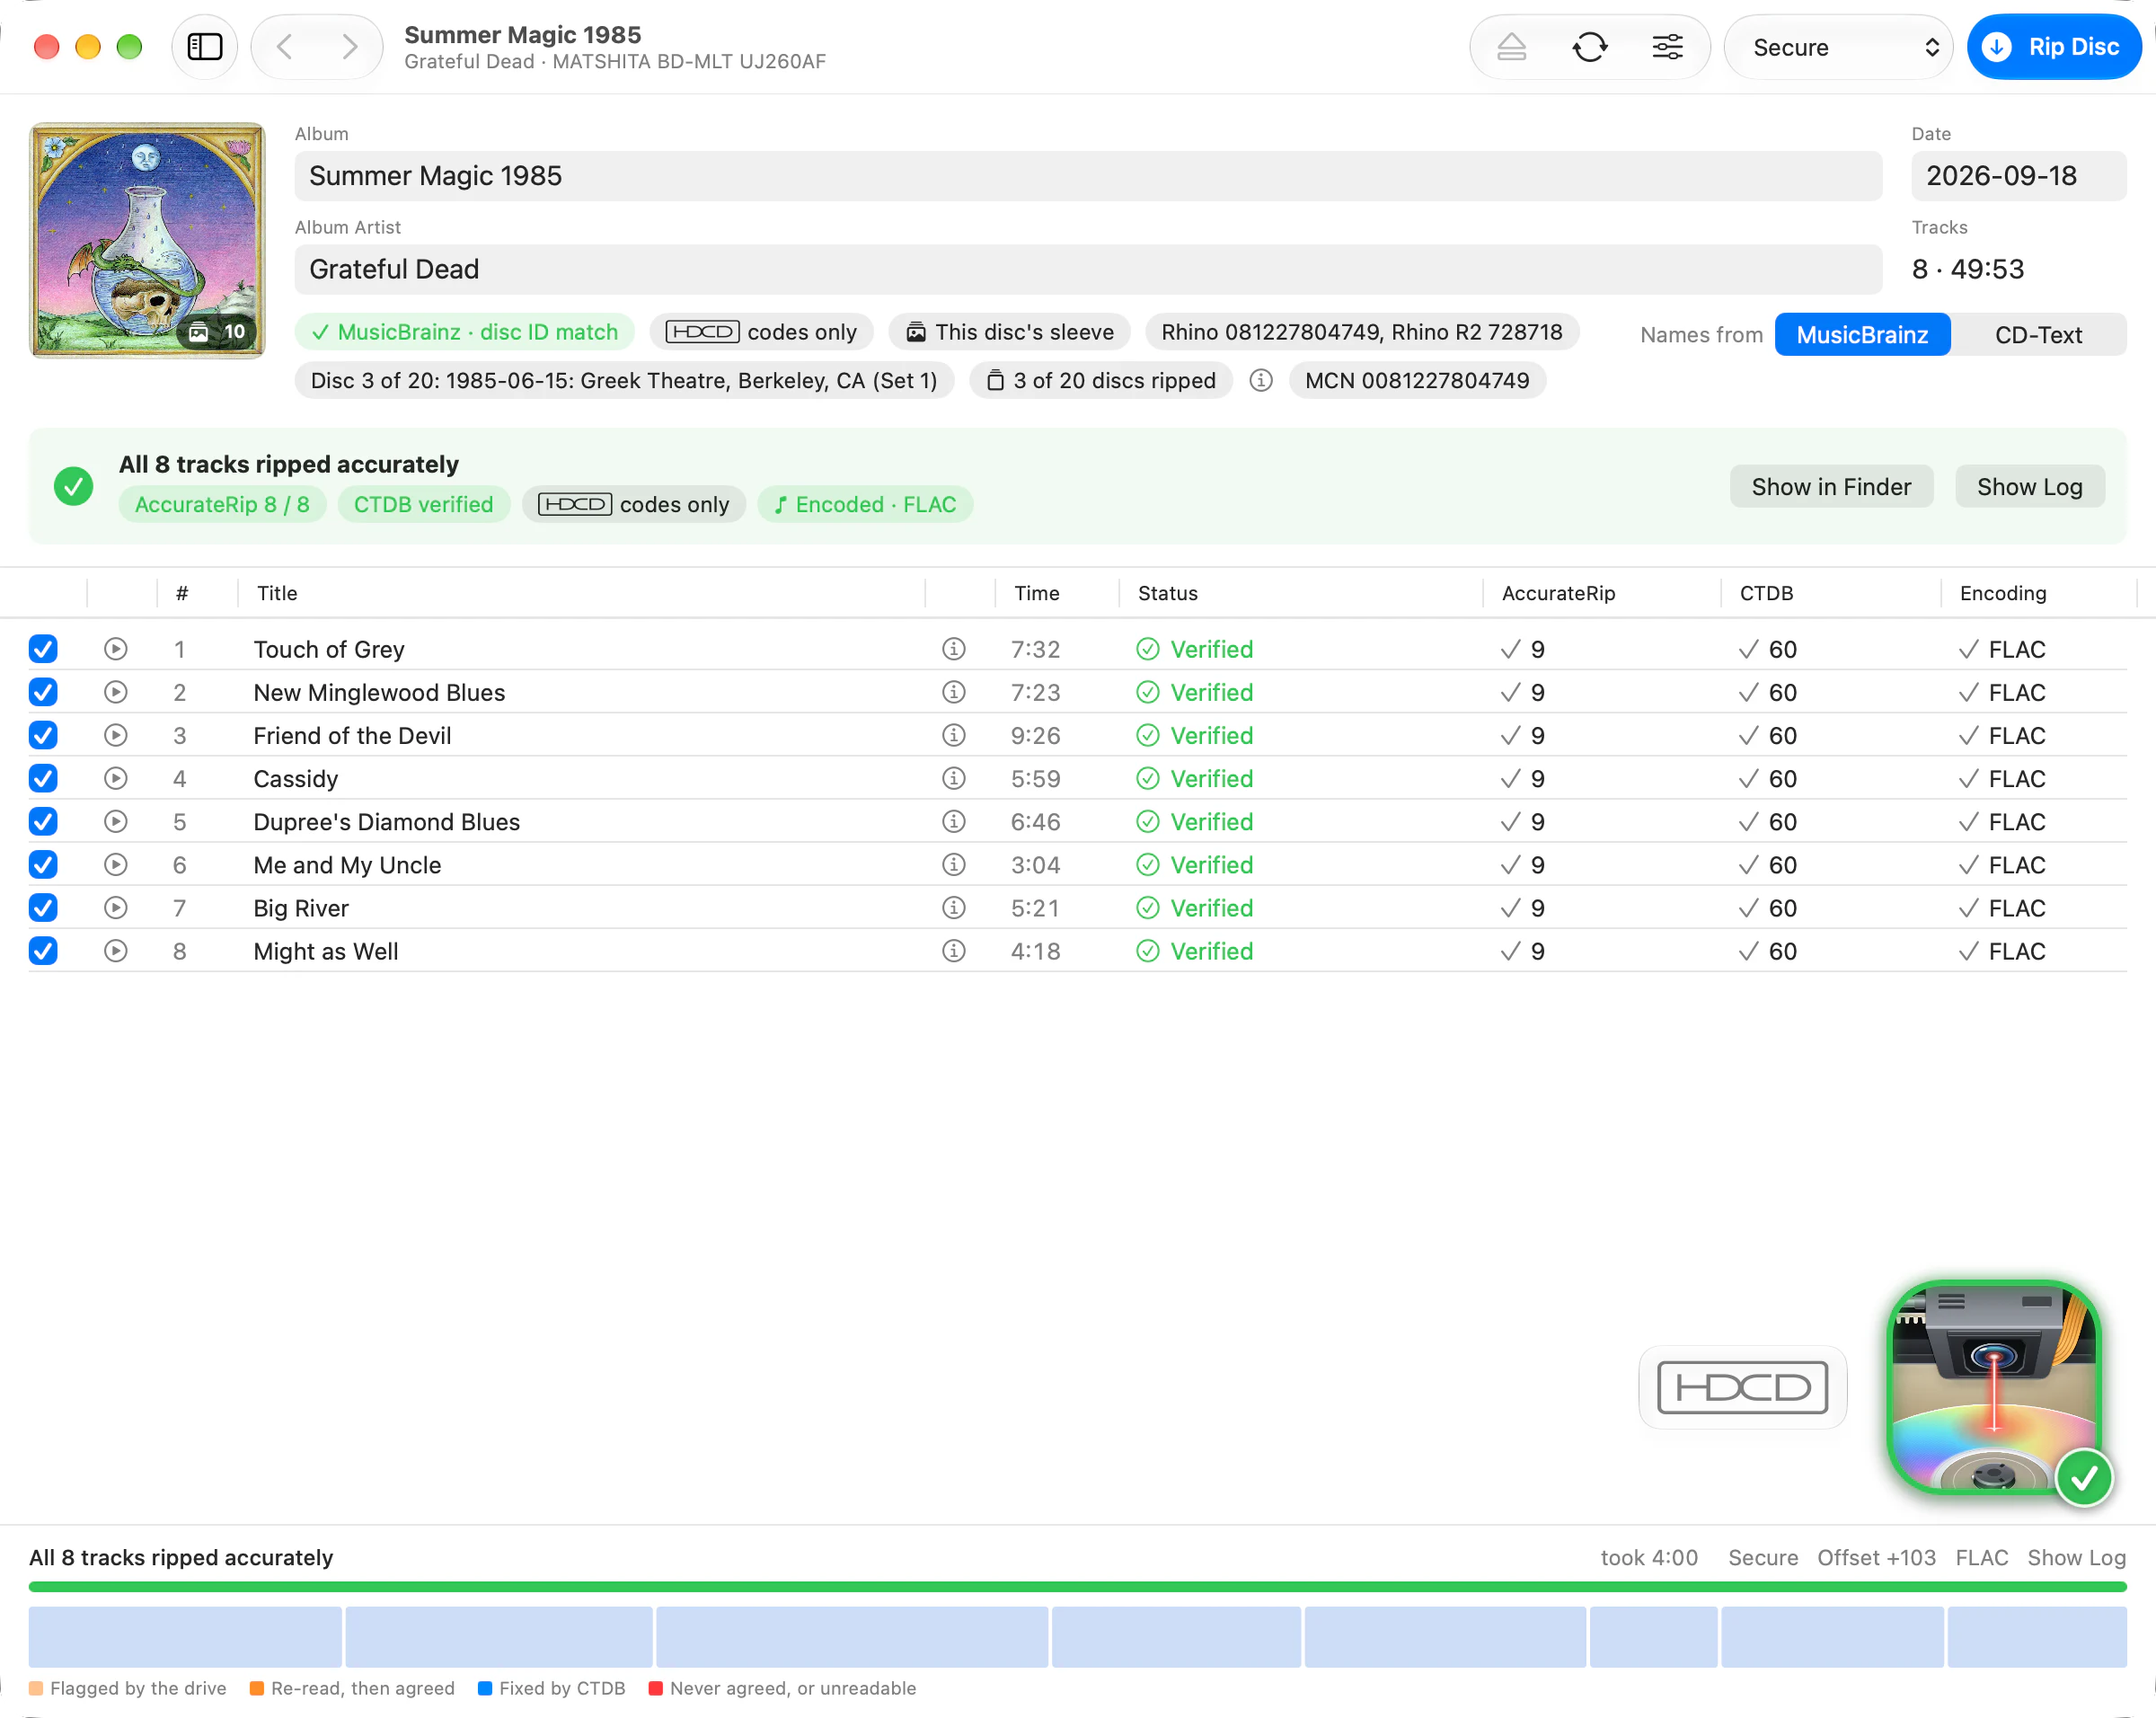 Summer Magic 1985
Grateful Dead · MATSHITA BD-MLT UJ260AF
Secure
Rip Disc
Album
Summer Magic 1985
Date
2026-09-18
Album Artist
Grateful Dead
Tracks
8 · 49:53
10
MusicBrainz · disc ID match
HDCD codes only
This disc's sleeve
Rhino 081227804749, Rhino R2 728718
Names from
MusicBrainz
CD-Text
Disc 3 of 20: 1985-06-15: Greek Theatre, Berkeley, CA (Set 1)
3 of 20 discs ripped
MCN 0081227804749
All 8 tracks ripped accurately
AccurateRip 8 / 8
CTDB verified
HDCD codes only
Encoded · FLAC
Show in Finder
Show Log
# Title Time Status AccurateRip CTDB Encoding
1 Touch of Grey 7:32 Verified 9 60 FLAC
2 New Minglewood Blues 7:23 Verified 9 60 FLAC
3 Friend of the Devil 9:26 Verified 9 60 FLAC
4 Cassidy 5:59 Verified 9 60 FLAC
5 Dupree's Diamond Blues 6:46 Verified 9 60 FLAC
6 Me and My Uncle 3:04 Verified 9 60 FLAC
7 Big River 5:21 Verified 9 60 FLAC
8 Might as Well 4:18 Verified 9 60 FLAC
HDCD
All 8 tracks ripped accurately
took 4:00 Secure Offset +103 FLAC Show Log
Flagged by the drive
Re-read, then agreed
Fixed by CTDB
Never agreed, or unreadable